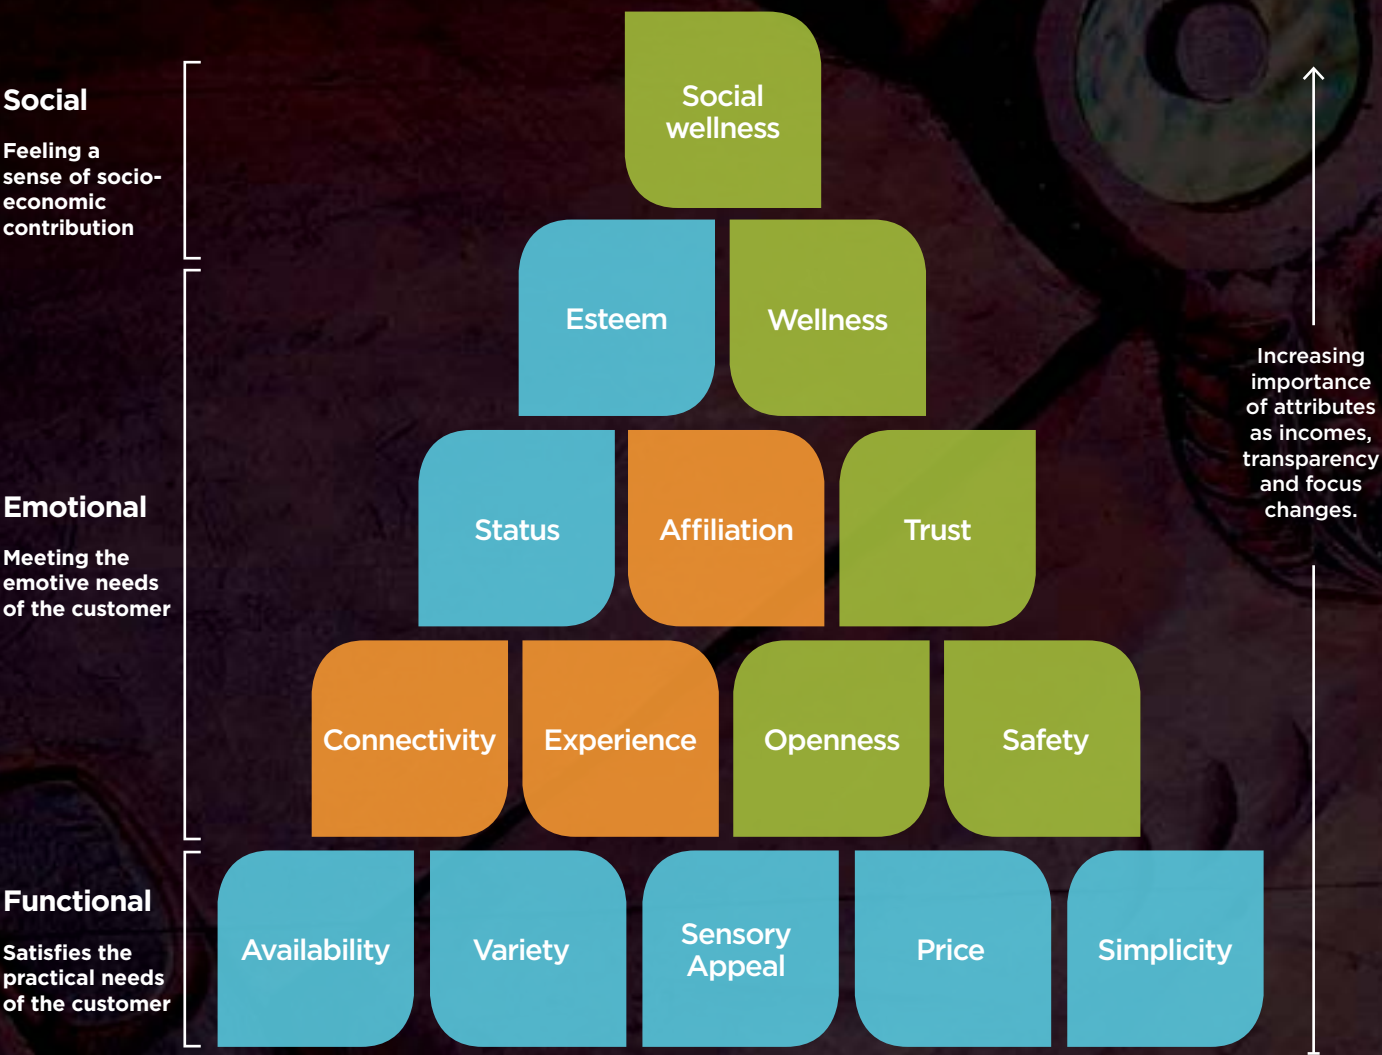 Social
Feeling a
sense of socio-
economic
contribution
Social
wellness
Emotional
Meeting the
emotive needs
of the customer
Esteem
Wellness
Status
Affiliation
Trust
Connectivity
Experience
Openness
Safety
Functional
Satisfies the
practical needs
of the customer
Availability
Variety
Sensory
Appeal
Price
Simplicity
Increasing
importance
of attributes
as incomes,
transparency
and focus
changes.